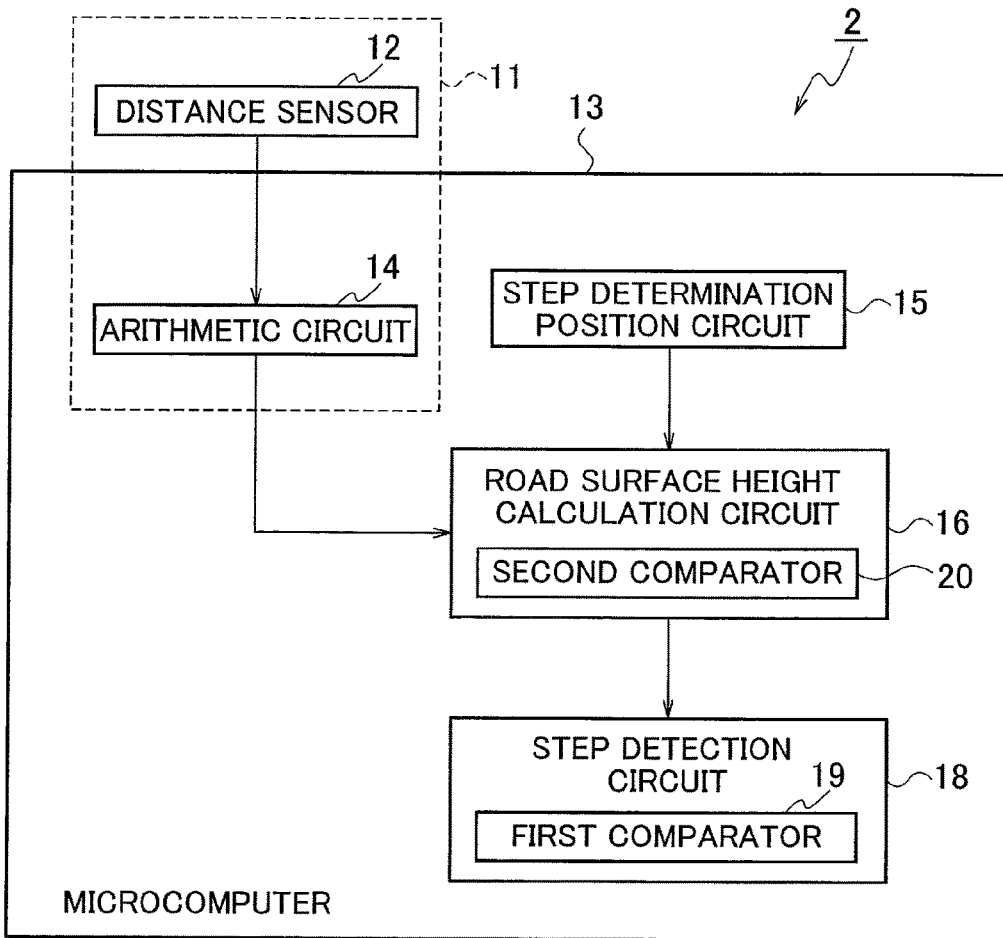 2
12
11
DISTANCE SENSOR
13
14
ARITHMETIC CIRCUIT
STEP DETERMINATION
POSITION CIRCUIT
15
ROAD SURFACE HEIGHT
CALCULATION CIRCUIT
16
SECOND COMPARATOR
20
STEP DETECTION
CIRCUIT
18
19
FIRST COMPARATOR
MICROCOMPUTER